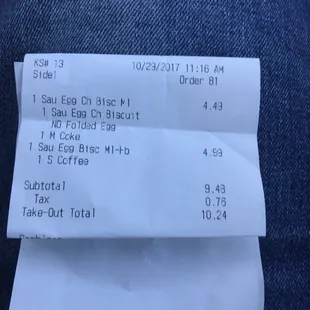 KS# 13 10/29/2017 11:16 AM
Side1 Order 81
1 Sau Egg Ch Bisc Ml 4.49
1 Sau Egg Ch Biscuit
NO Folded Egg
1 M Coke
1 Sau Egg Bisc Ml-hb 4.99
1 S Coffee
Subtotal 9.48
Tax 0.76
Take-Out Total 10.24